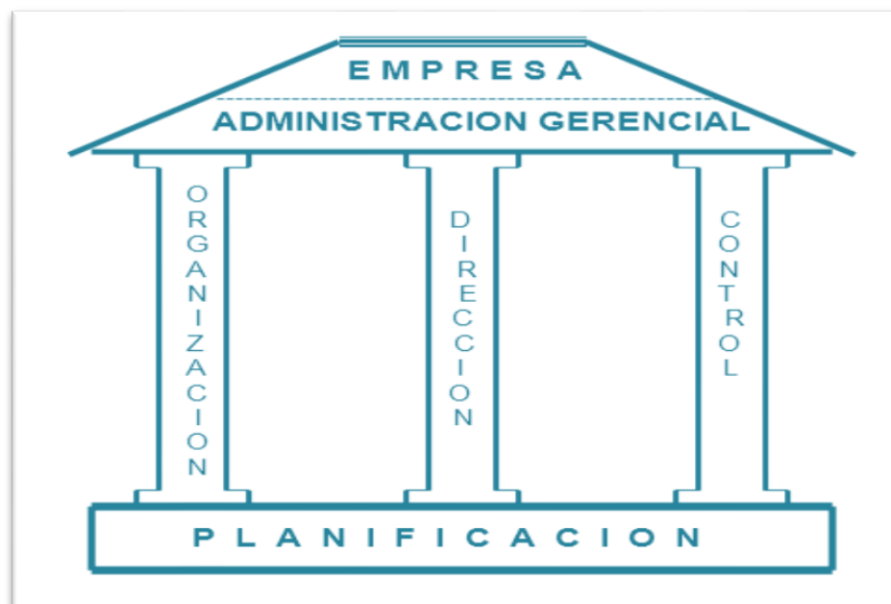 EMPRESA
ADMINISTRACION GERENCIAL
ORGANIZACION
DIRECCION
CONTROL
PLANIFICACION